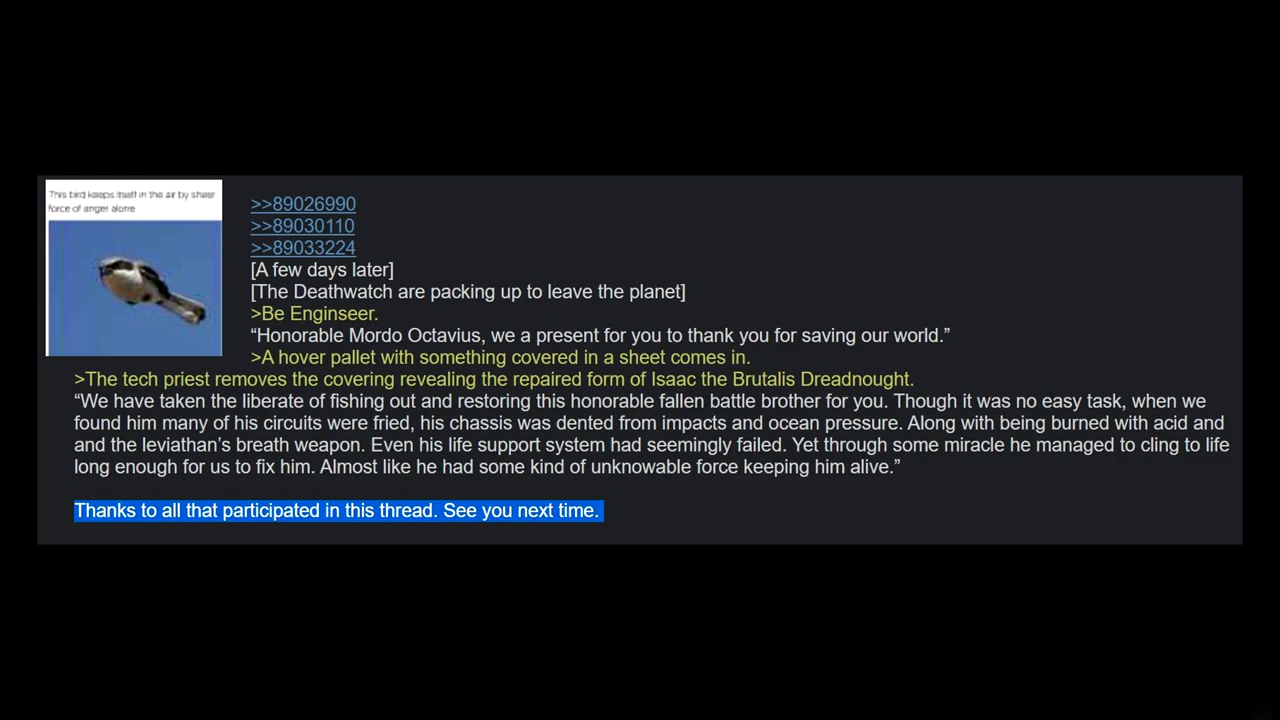 This bird keeps itself in the air by sheer
force of anger alone
>>89026990
>>89030110
>>89033224
[A few days later]
[The Deathwatch are packing up to leave the planet]
>Be Enginseer.
“Honorable Mordo Octavius, we a present for you to thank you for saving our world.”
>A hover pallet with something covered in a sheet comes in.
>The tech priest removes the covering revealing the repaired form of Isaac the Brutalis Dreadnought.
“We have taken the liberate of fishing out and restoring this honorable fallen battle brother for you. Though it was no easy task, when we
found him many of his circuits were fried, his chassis was dented from impacts and ocean pressure. Along with being burned with acid and
and the leviathan’s breath weapon. Even his life support system had seemingly failed. Yet through some miracle he managed to cling to life
long enough for us to fix him. Almost like he had some kind of unknowable force keeping him alive.”
Thanks to all that participated in this thread. See you next time.